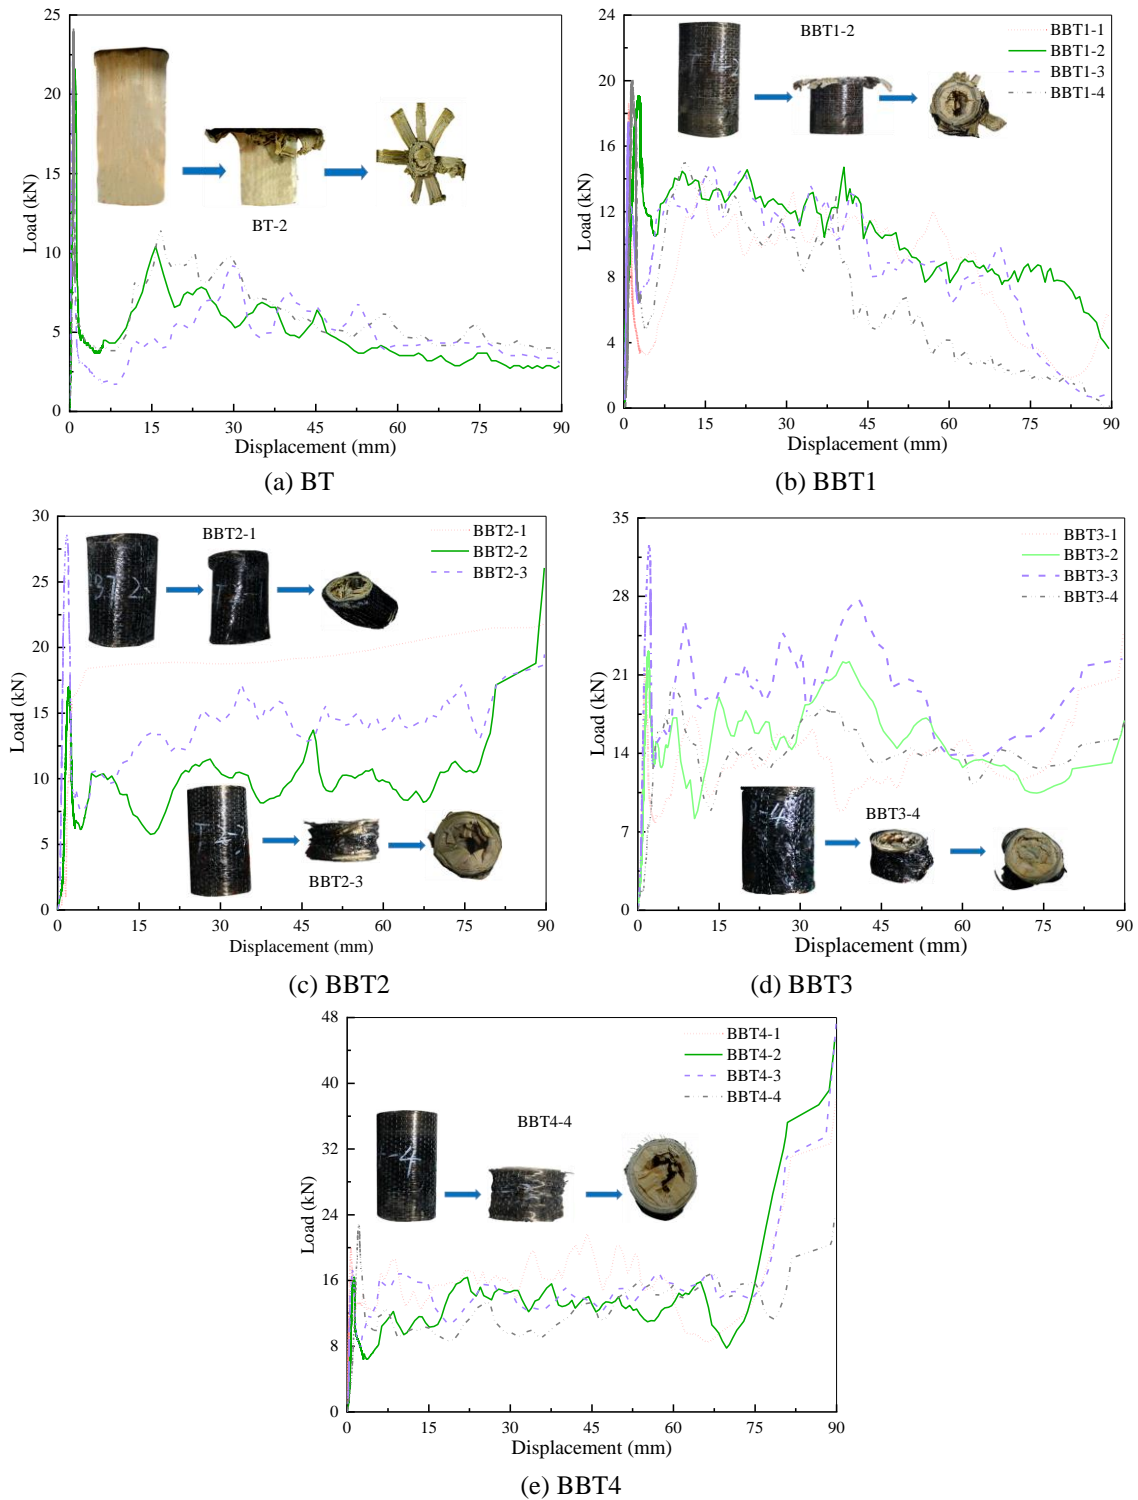 25
20
15
10
5
0
Load (kN)
BT-2
0 15 30 45 60 75 90
Displacement (mm)
(a) BT
24
20
16
12
8
4
0
Load (kN)
BBT1-2
BBT1-1
BBT1-2
BBT1-3
BBT1-4
0 15 30 45 60 75 90
Displacement (mm)
(b) BBT1
30
25
20
15
10
5
0
Load (kN)
BBT2-1
BBT2-1
BBT2-2
BBT2-3
BBT2-3
0 15 30 45 60 75 90
Displacement (mm)
(c) BBT2
35
28
21
14
7
0
Load (kN)
BBT3-1
BBT3-2
BBT3-3
BBT3-4
-4
BBT3-4
0 15 30 45 60 75 90
Displacement (mm)
(d) BBT3
48
40
32
24
16
8
0
Load (kN)
BBT4-1
BBT4-2
BBT4-3
BBT4-4
BBT4-4
-4
0 15 30 45 60 75 90
Displacement (mm)
(e) BBT4